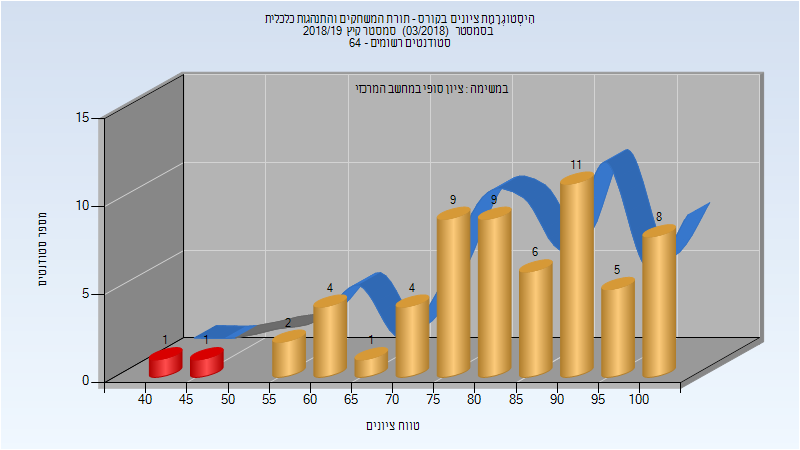 היסטוגרמת ציונים בקורס - תורת המשחקים והתנהגות כלכלית
בסמסטר (03/2018) סמסטר קיץ 2018/19
סטודנטים רשומים - 64
במשימה : ציון סופי במחשב המרכזי
מספר סטודנטים
15
10
5
0
1
1
2
4
1
4
9
9
6
11
5
8
40 45 50 55 60 65 70 75 80 85 90 95 100
טווח ציונים